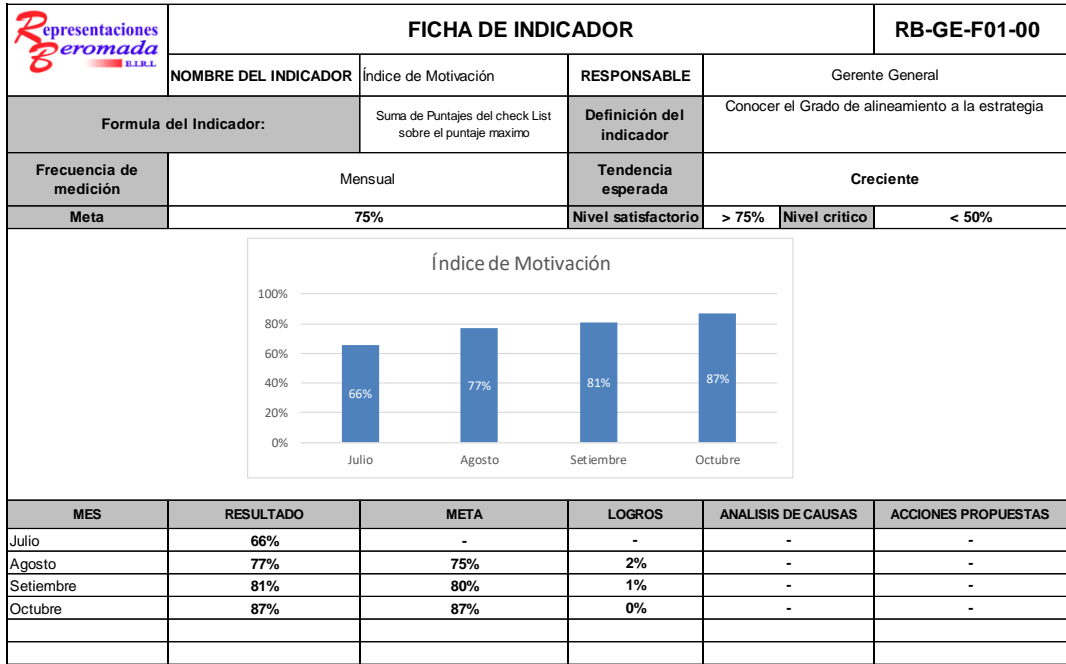 Representaciones
Beromada
E.I.R.L
FICHA DE INDICADOR
RB-GE-F01-00
NOMBRE DEL INDICADOR
Índice de Motivación
RESPONSABLE
Gerente General
Formula del Indicador:
Suma de Puntajes del check List
sobre el puntaje maximo
Definición del
indicador
Conocer el Grado de alineamiento a la estrategia
Frecuencia de
medición
Mensual
Tendencia
esperada
Creciente
Meta
75%
Nivel satisfactorio
> 75%
Nivel critico
< 50%
Índice de Motivación
100%
80%
60%
40%
20%
0%
66%
77%
81%
87%
Julio
Agosto
Setiembre
Octubre
MES RESULTADO META LOGROS ANALISIS DE CAUSAS ACCIONES PROPUESTAS
Julio 66% - - - -
Agosto 77% 75% 2% - -
Setiembre 81% 80% 1% - -
Octubre 87% 87% 0% - -